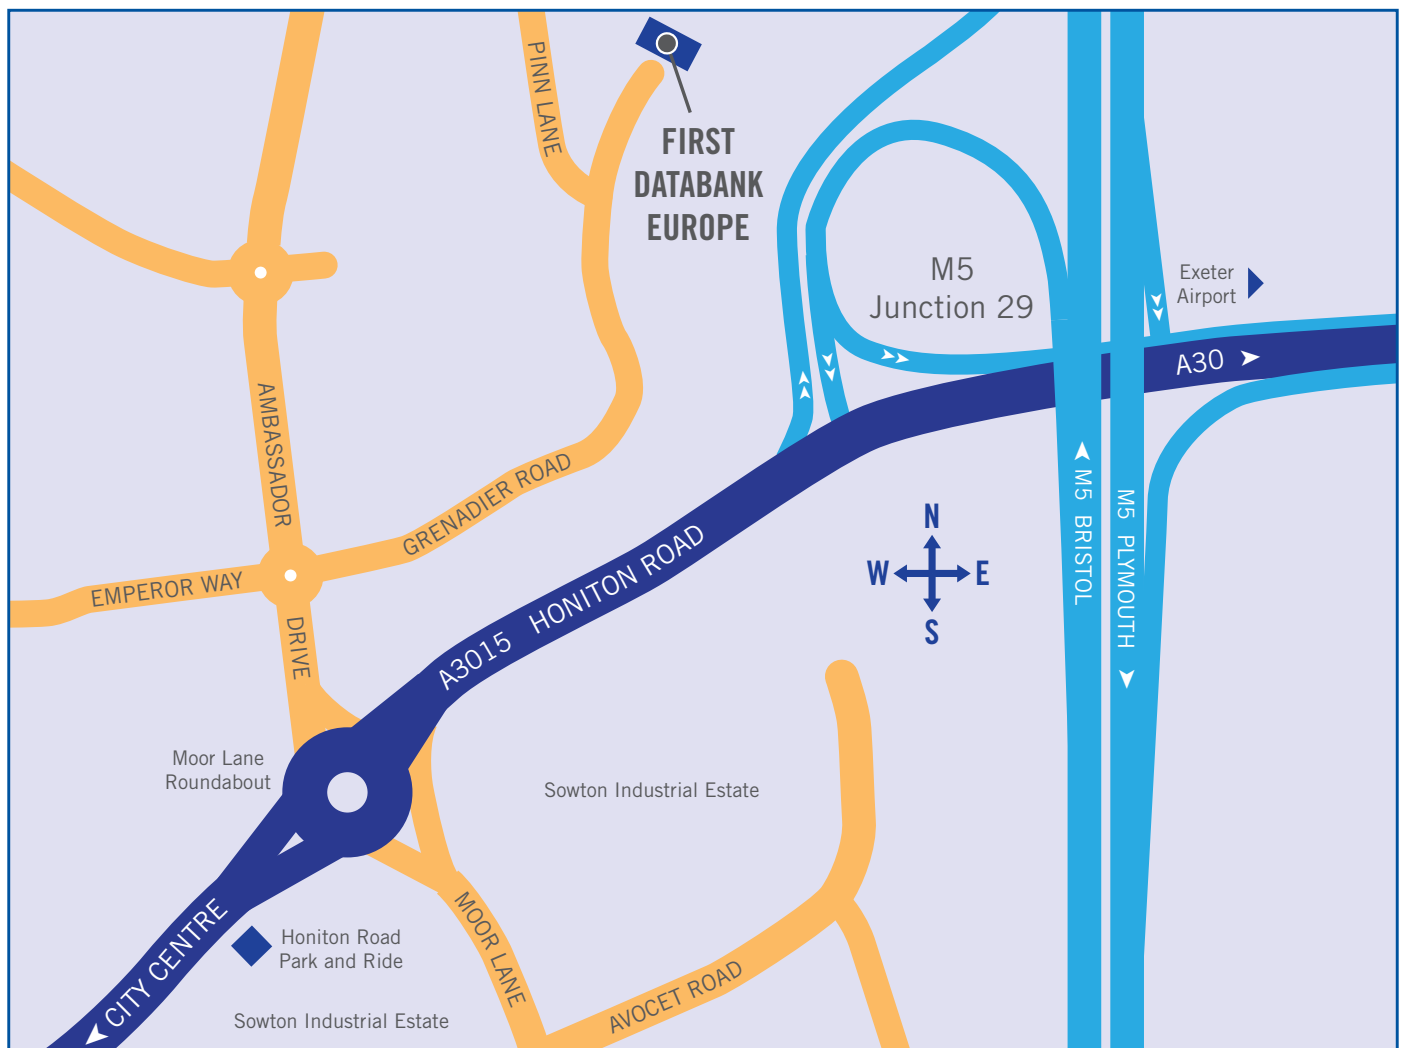 PINN LANE
FIRST
DATABANK
EUROPE
M5
Junction 29
Exeter
Airport
A30
AMBASSADOR
GRENADIER ROAD
EMPEROR WAY
DRIVE
A3015 HONITON ROAD
M5 BRISTOL
M5 PLYMOUTH
N
W E
S
Moor Lane
Roundabout
Sowton Industrial Estate
MOOR LANE
CITY CENTRE
Honiton Road
Park and Ride
AVOCET ROAD
Sowton Industrial Estate